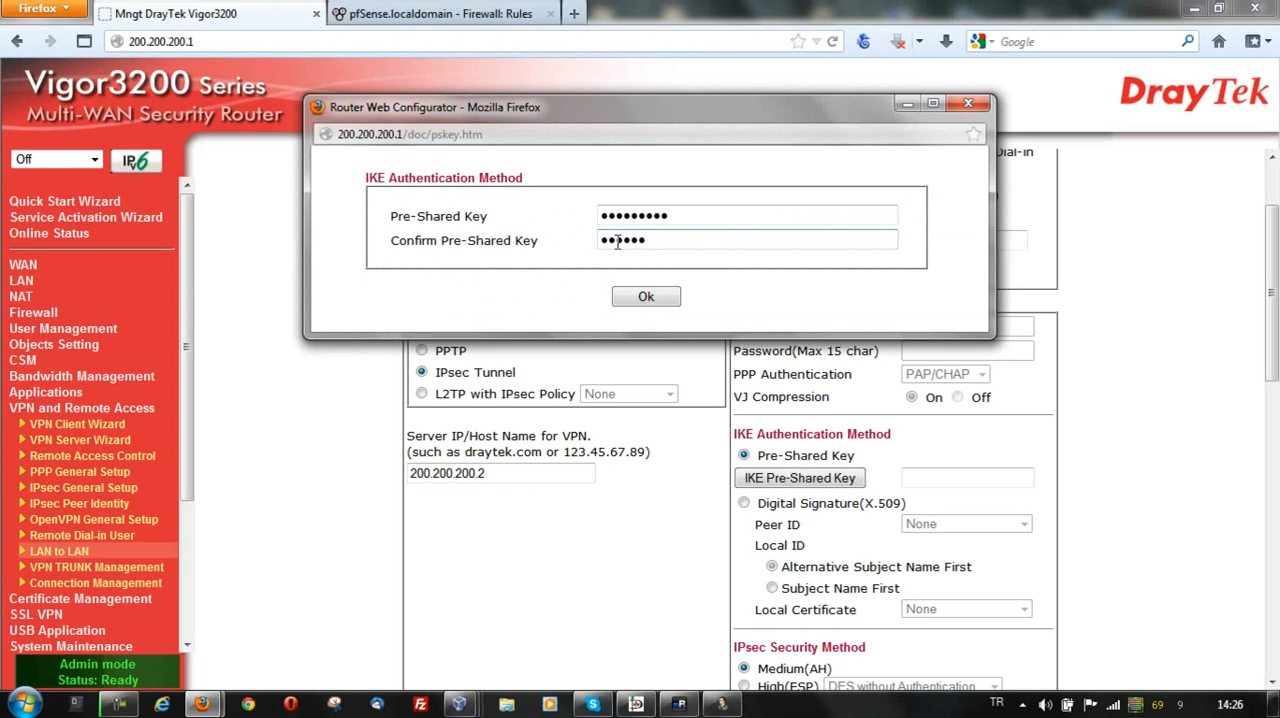 Firefox
Mngt DrayTek Vigor3200
pfSense.localdomain - Firewall: Rules
200.200.200.1
Google
Vigor3200 Series
Multi-WAN Security Router
DrayTek
Off
IPv6
Quick Start Wizard
Service Activation Wizard
Online Status
WAN
LAN
NAT
Firewall
User Management
Objects Setting
CSM
Bandwidth Management
Applications
VPN and Remote Access
VPN Client Wizard
VPN Server Wizard
Remote Access Control
PPP General Setup
IPsec General Setup
IPsec Peer Identity
OpenVPN General Setup
Remote Dial-in User
LAN to LAN
VPN TRUNK Management
Connection Management
Certificate Management
SSL VPN
USB Application
System Maintenance
Admin mode
Status: Ready
Router Web Configurator - Mozilla Firefox
200.200.200.1/doc/pskey.htm
IKE Authentication Method
Pre-Shared Key
Confirm Pre-Shared Key
Ok
Dial-in
PPTP
IPsec Tunnel
L2TP with IPsec Policy None
Server IP/Host Name for VPN.
(such as draytek.com or 123.45.67.89)
200.200.200.2
Password(Max 15 char)
PPP Authentication PAP/CHAP
VJ Compression On Off
IKE Authentication Method
Pre-Shared Key
IKE Pre-Shared Key
Digital Signature(X.509)
Peer ID None
Local ID
Alternative Subject Name First
Subject Name First
Local Certificate None
IPsec Security Method
Medium(AH)
High(ESP) DES without Authentication
TR 69 9 14:26